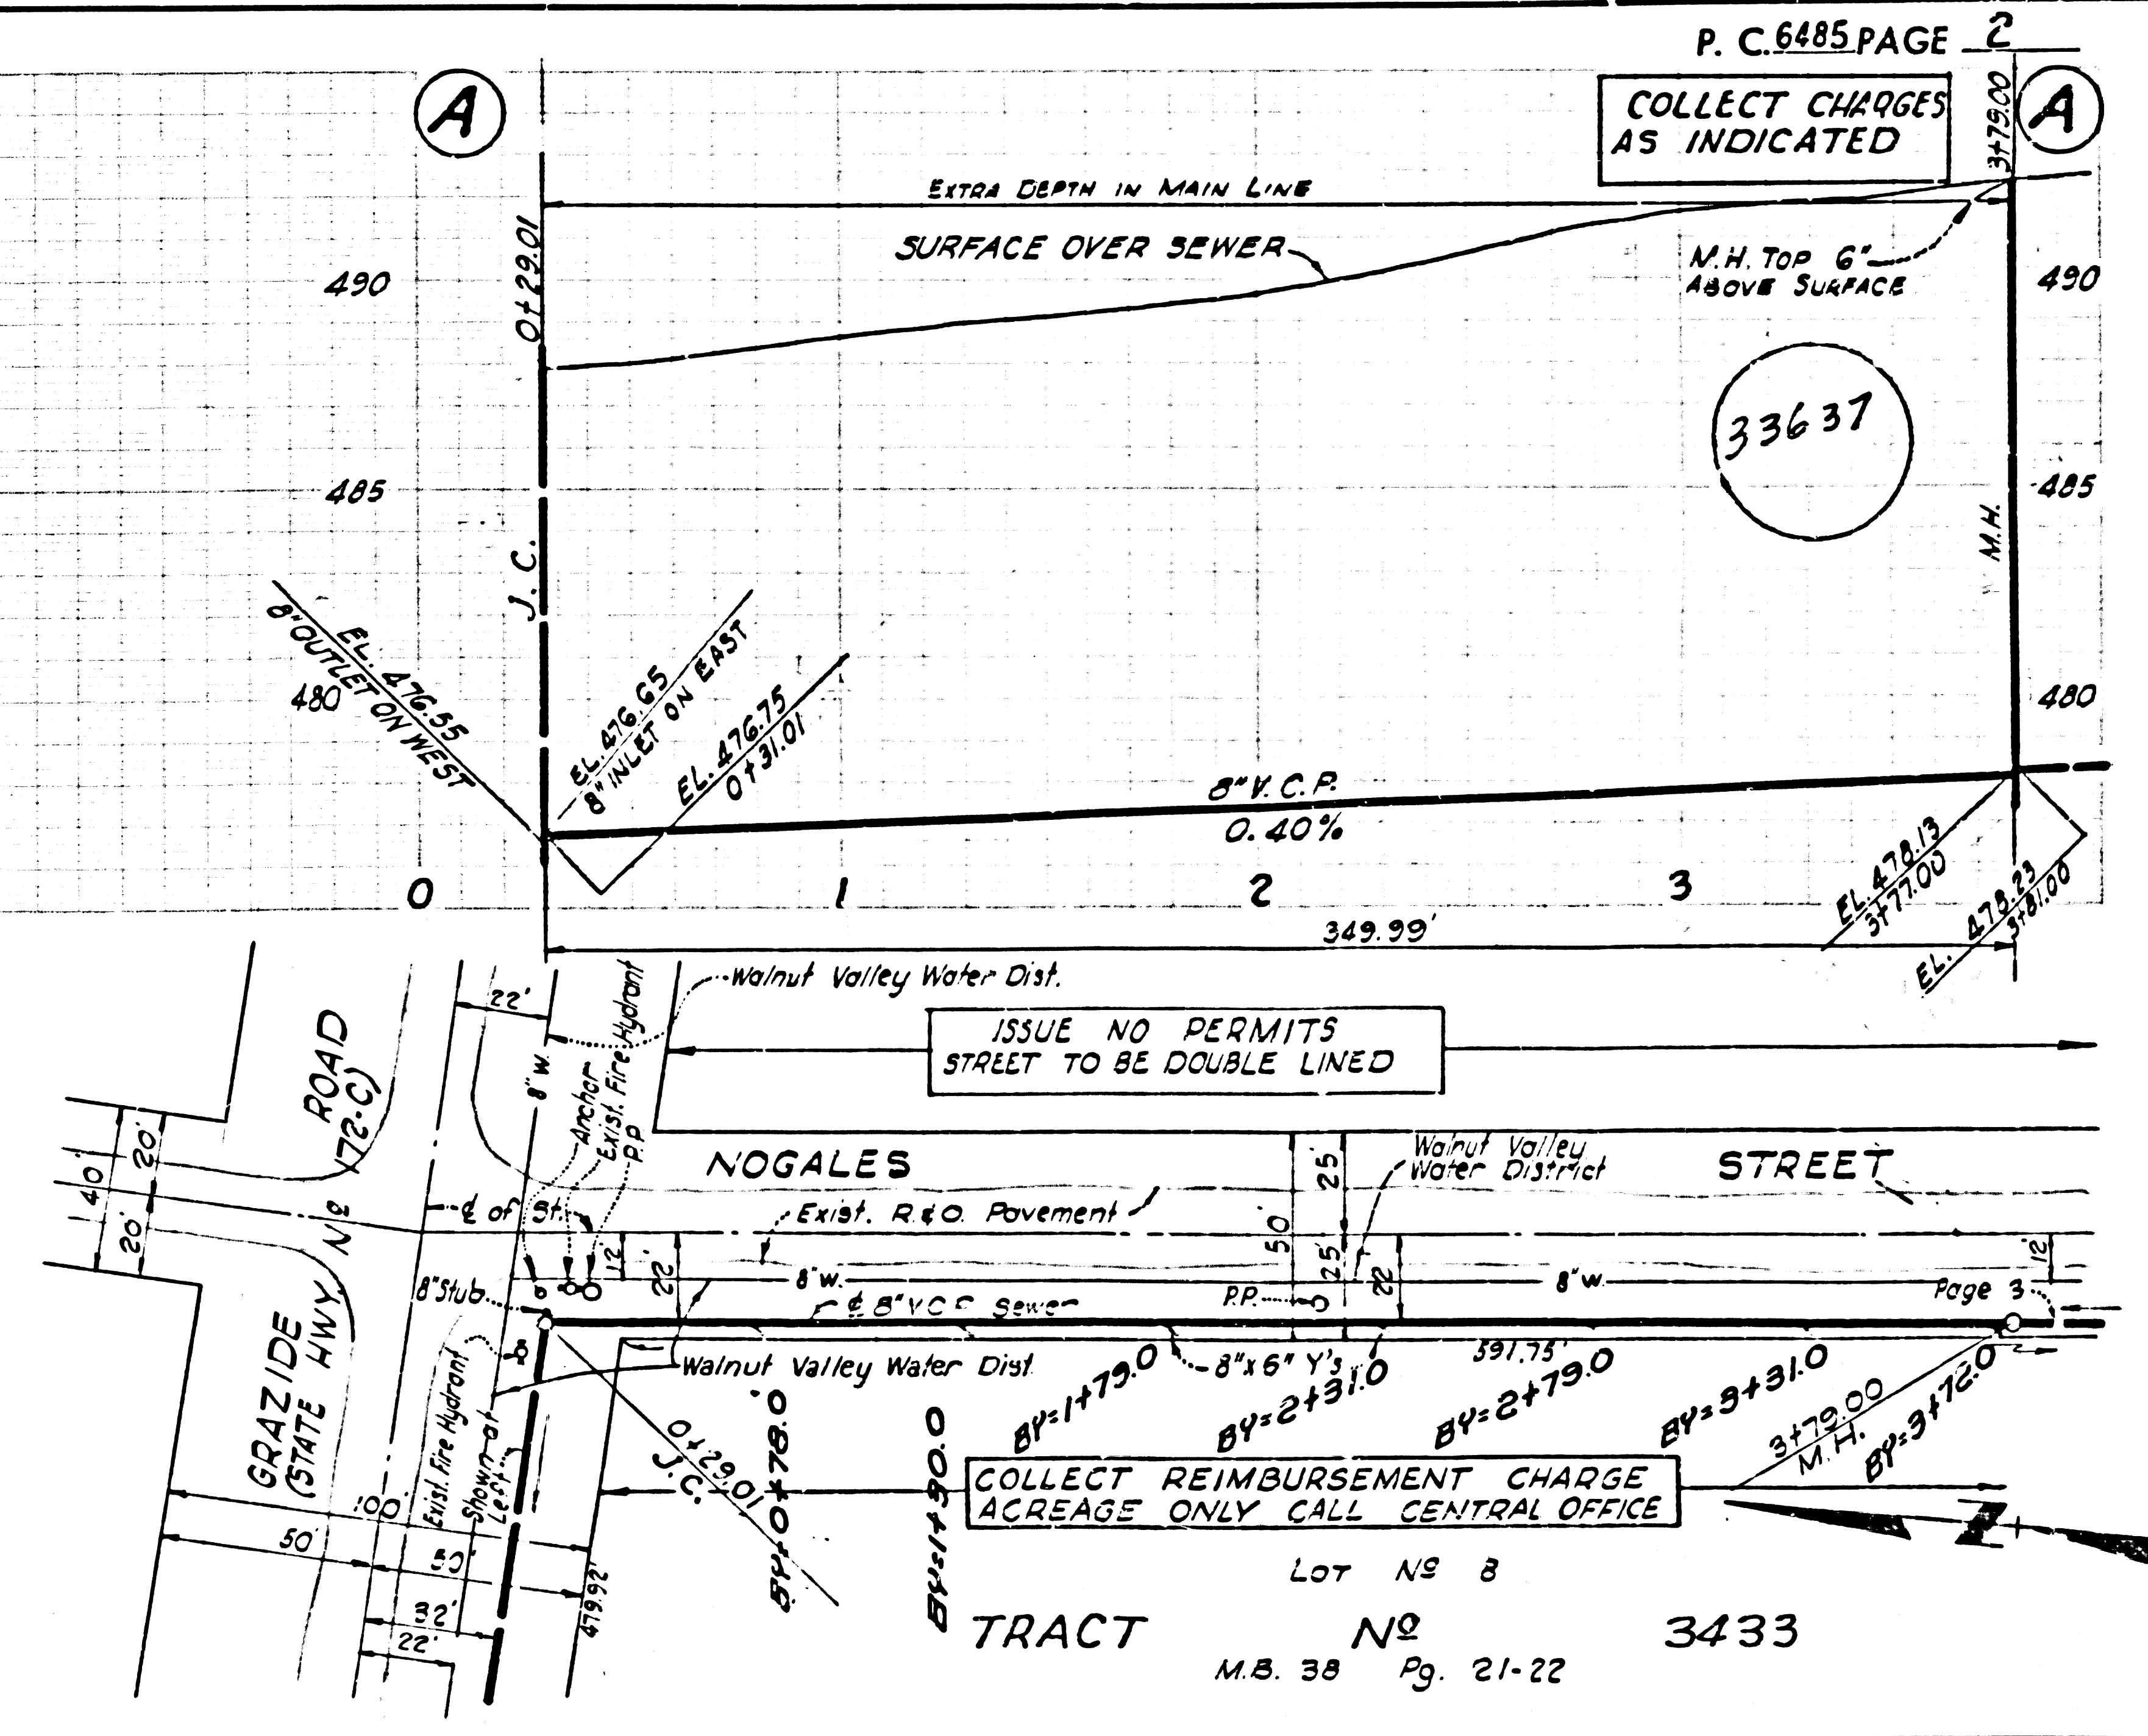 P. C. 6485 PAGE 2
A
COLLECT CHARGES
AS INDICATED
3+79.00
A
EXTRA DEPTH IN MAIN LINE
0+29.01
SURFACE OVER SEWER
M.H. TOP 6"
ABOVE SURFACE
490
490
33637
485
485
J. C.
M.H.
EL. 476.55
8" OUTLET ON WEST
480
EL. 476.65
8" INLET ON EAST
EL. 476.75
0+31.01
480
8" V. C. P.
0.40%
EL. 478.13
3+77.00
EL. 478.23
3+81.00
0
1
2
3
349.99'
Walnut Valley Water Dist.
22'
8" W.
Anchor
Exist. Fire Hydrant
P.P.
ISSUE NO PERMITS
STREET TO BE DOUBLE LINED
GRAZIDE ROAD
(STATE HWY Nº 172-C)
40'
20'
20'
NOGALES
STREET
Walnut Valley
Water District
℄ of St.
Exist. R.&O. Pavement
12'
22'
50'
25'
25'
22'
12'
8" Stub
8" W.
8" W.
P.P.
Page 3
℄ 8" V.C.P. Sewer
Walnut Valley Water Dist.
8"x6" Y's
591.75'
Exist. Fire Hydrant
Shown at
Left
0+29.01
J.C.
BY=0+78.0
BY=1+30.0
BY=1+79.0
BY=2+31.0
BY=2+79.0
BY=3+31.0
3+79.00
M.H.
BY=3+72.0
COLLECT REIMBURSEMENT CHARGE
ACREAGE ONLY CALL CENTRAL OFFICE
N
100'
50'
50'
32'
22'
479.92'
LOT Nº 8
TRACT Nº 3433
M.B. 38 Pg. 21-22